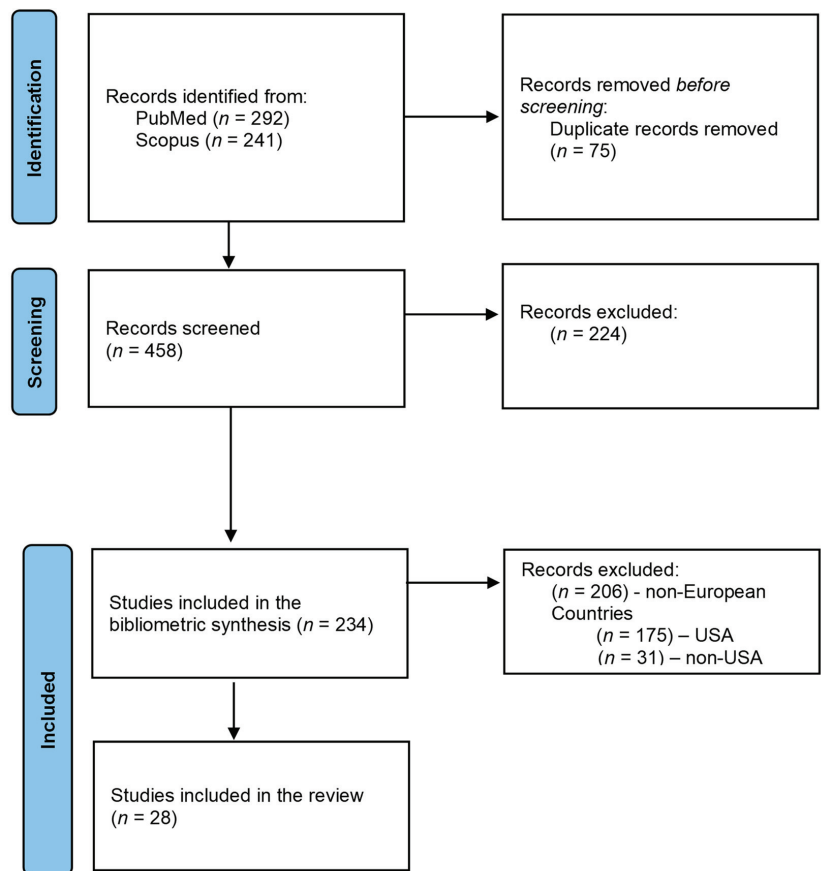 Identification
Records identified from:
PubMed (n = 292)
Scopus (n = 241)
Records removed before
screening:
Duplicate records removed
(n = 75)
Screening
Records screened
(n = 458)
Records excluded:
(n = 224)
Included
Studies included in the
bibliometric synthesis (n = 234)
Records excluded:
(n = 206) - non-European
Countries
(n = 175) – USA
(n = 31) – non-USA
Studies included in the review
(n = 28)